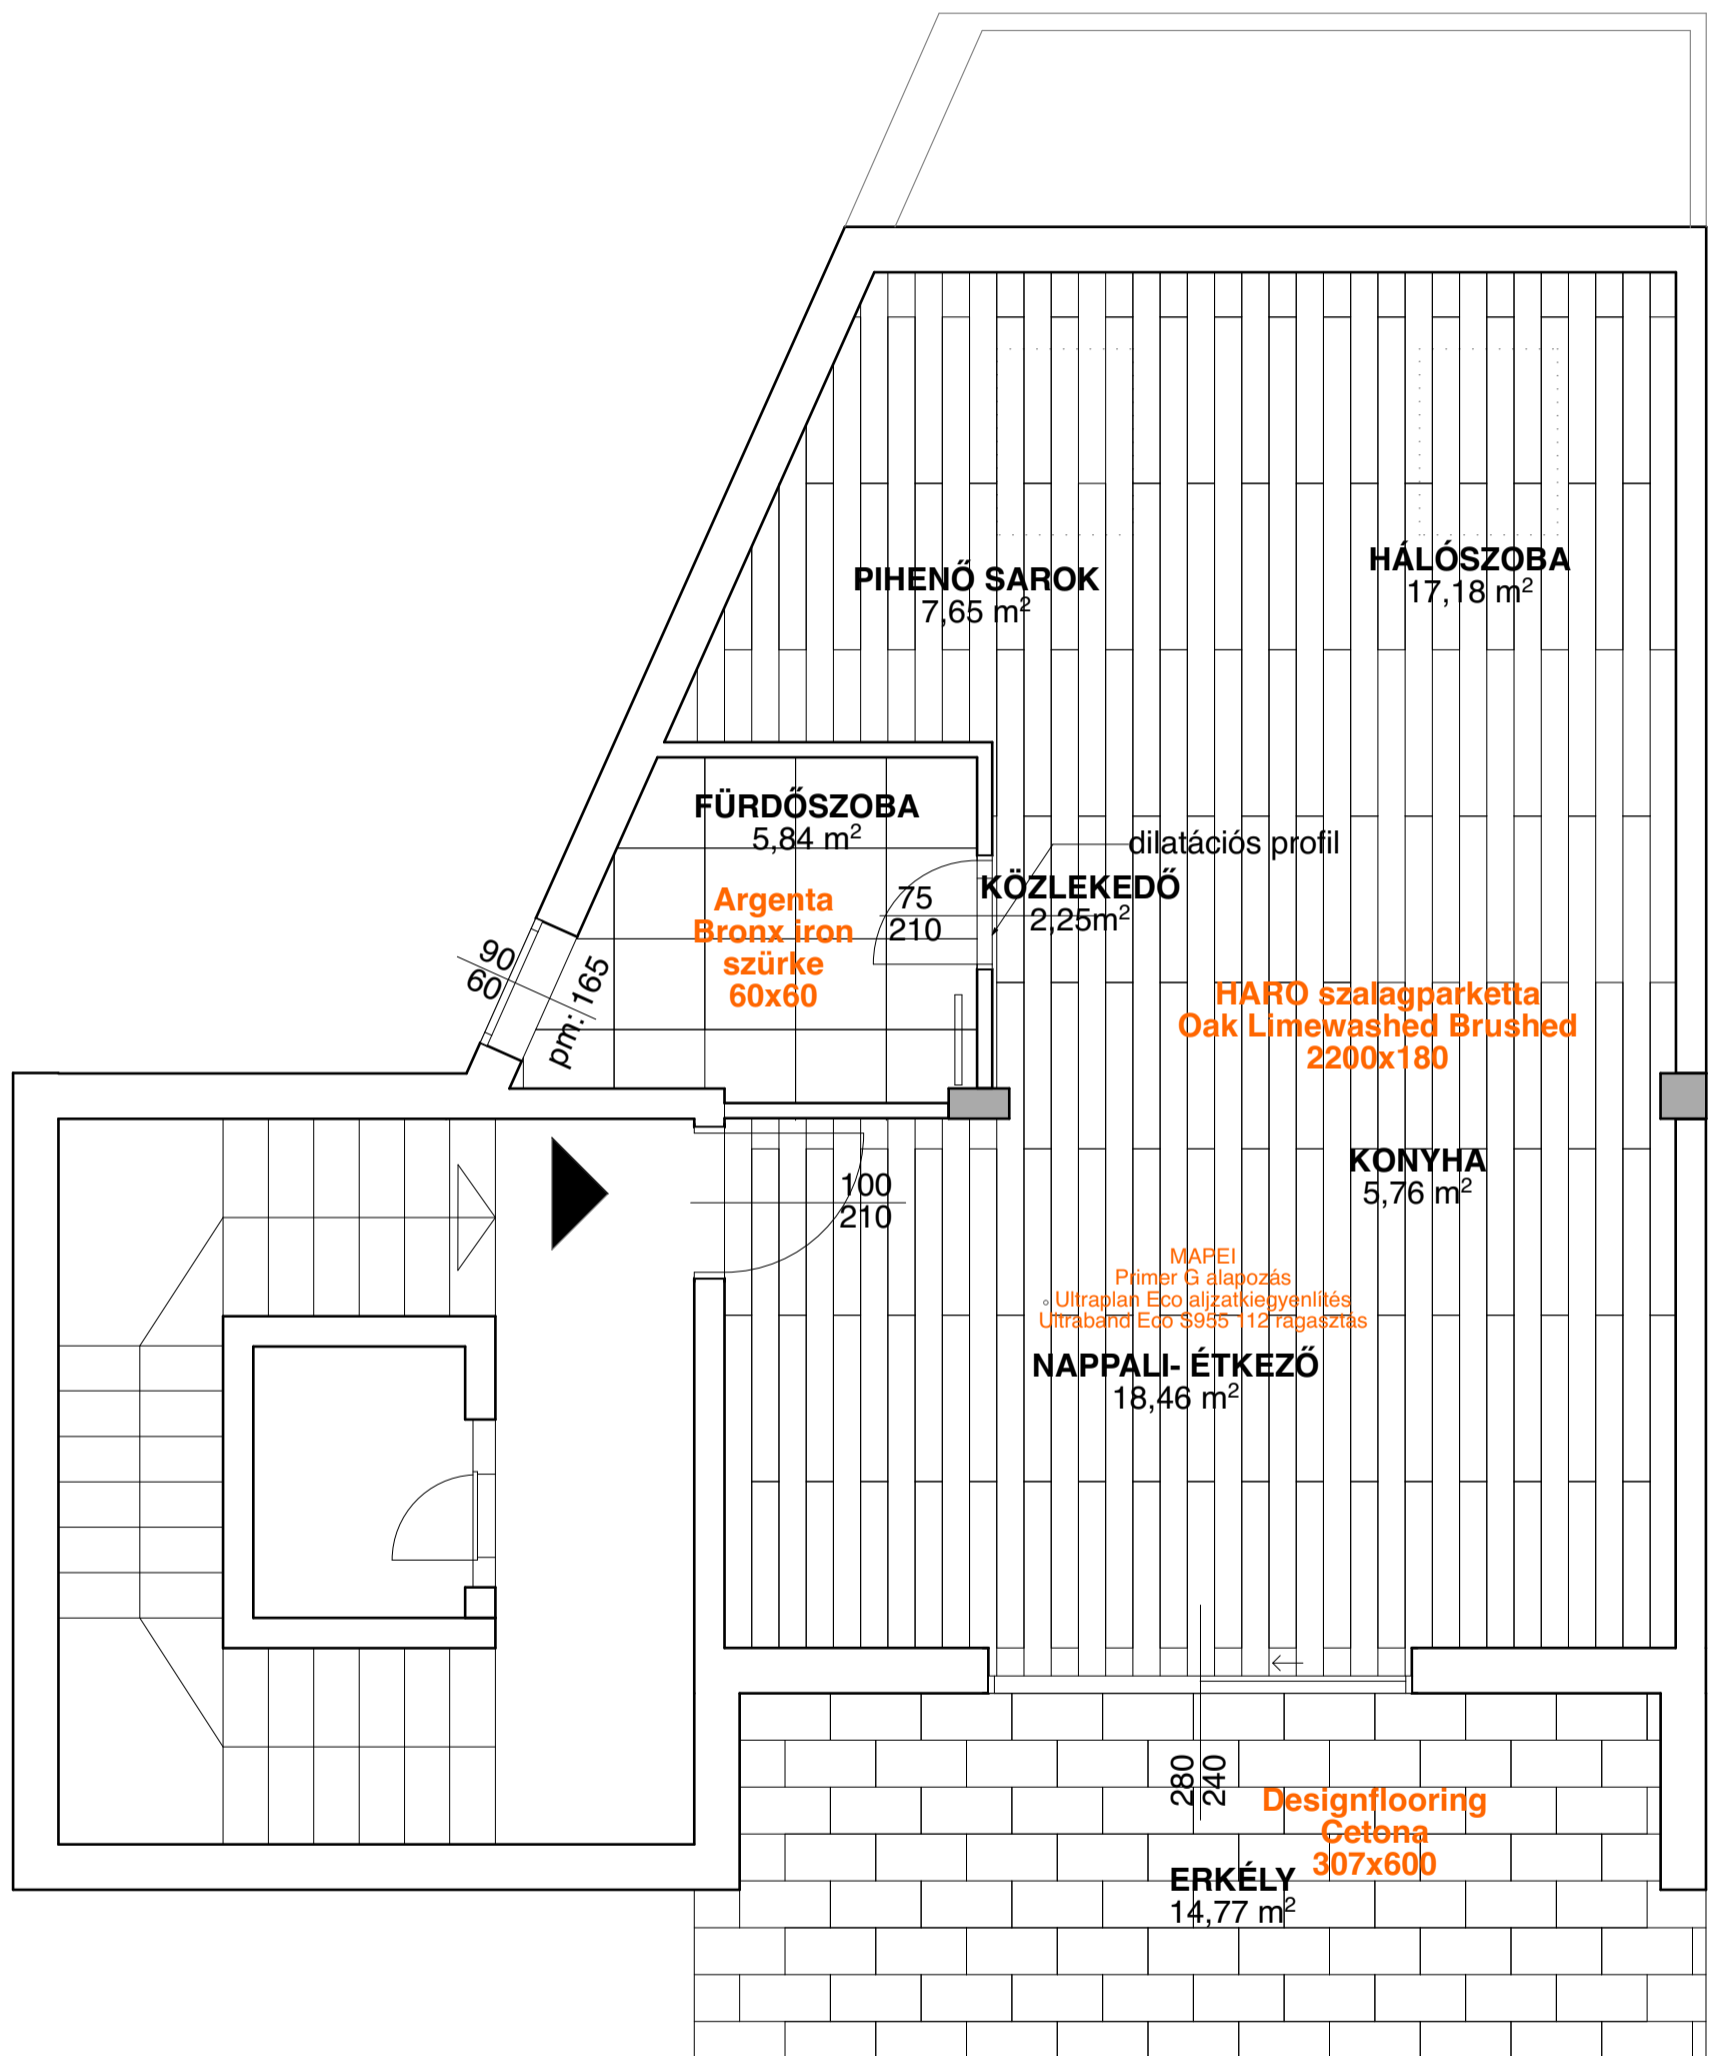 PIHENŐ SAROK
7,65 m²
HÁLÓSZOBA
17,18 m²
FÜRDŐSZOBA
5,84 m²
dilatációs profil
KÖZLEKEDŐ
2,25m²
75
210
Argenta
Bronx iron
szürke
60x60
90
60
pm: 165
HARO szalagparketta
Oak Limewashed Brushed
2200x180
KONYHA
5,76 m²
100
210
MAPEI
Primer G alapozás
Ultraplan Eco aljzatkiegyenlítés
Ultraband Eco S955 112 ragasztás
NAPPALI- ÉTKEZŐ
18,46 m²
280
240
Designflooring
Cetona
307x600
ERKÉLY
14,77 m²